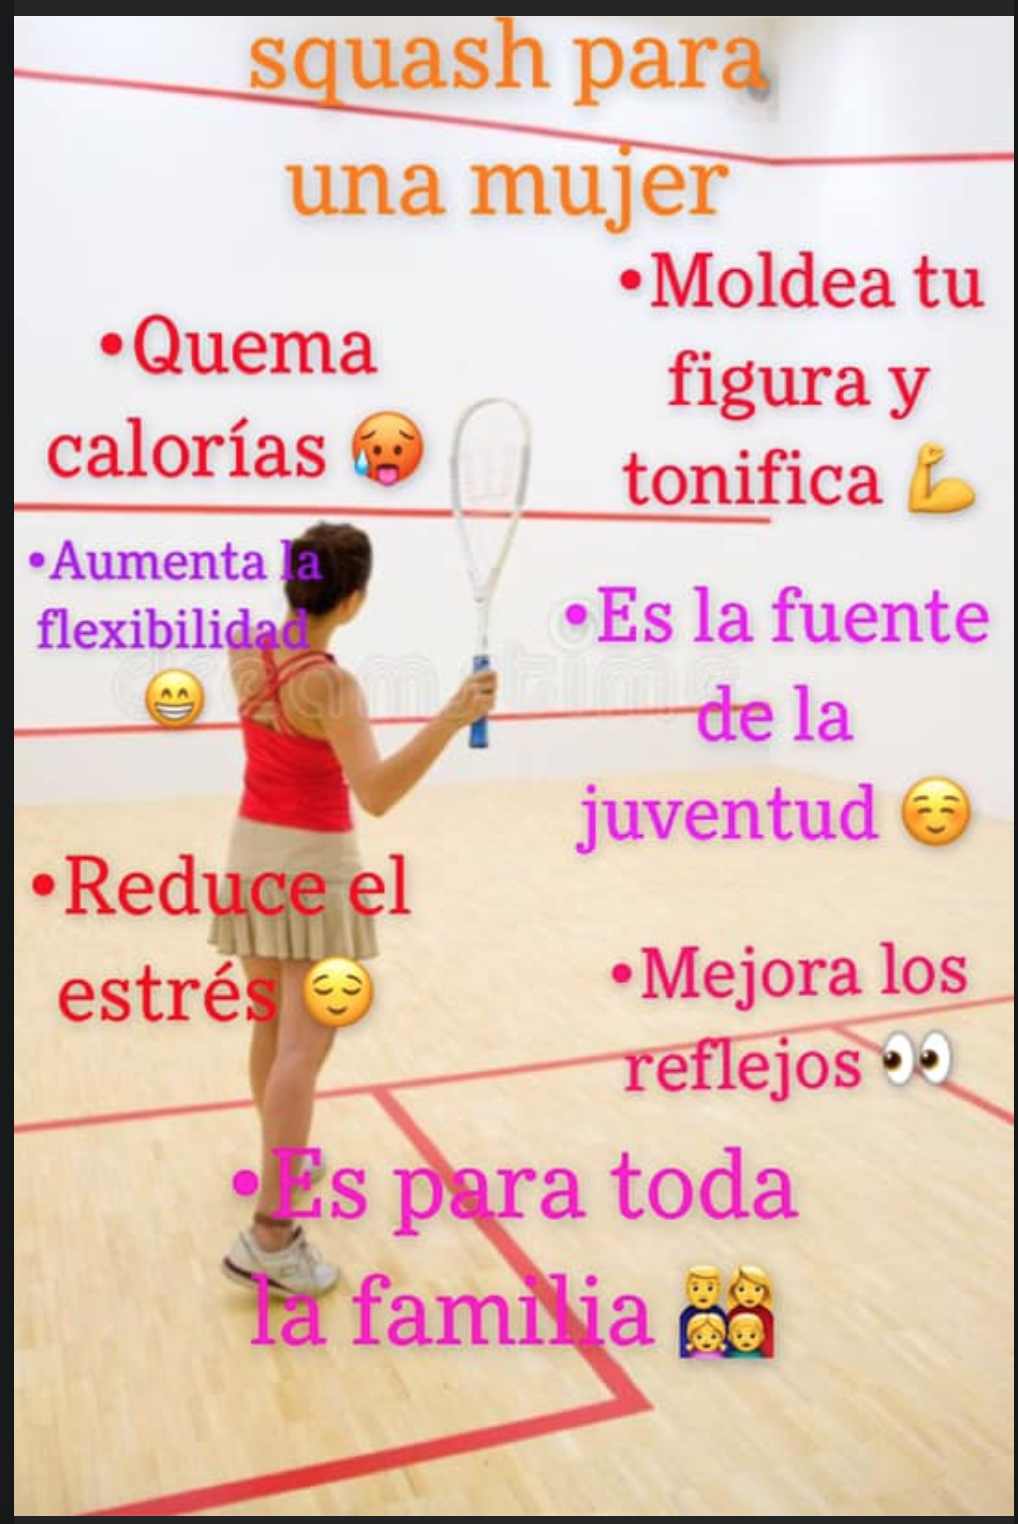 squash para
una mujer
•Quema
calorías 🥵
•Moldea tu
figura y
tonifica 💪
•Aumenta la
flexibilidad
😁
•Es la fuente
de la
juventud ☺️
•Reduce el
estrés 😌
•Mejora los
reflejos 👀
•Es para toda
la familia 👨‍👩‍👧‍👦
dreamstime